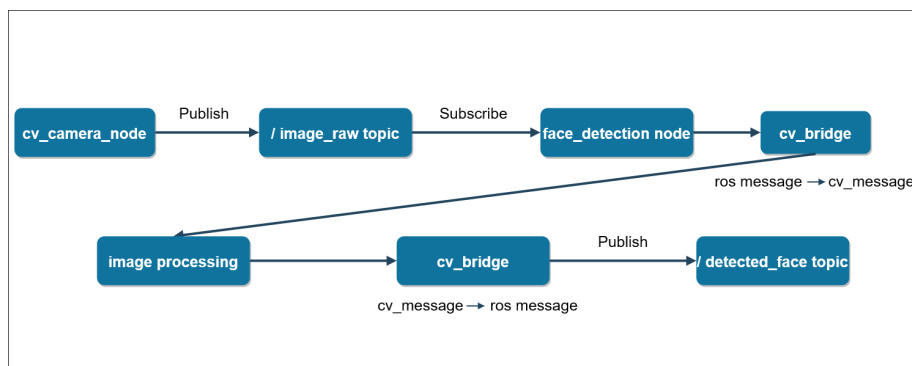 Publish
Subscribe
cv_camera_node
/ image_raw topic
face_detection node
cv_bridge
ros message → cv_message
Publish
image processing
cv_bridge
/ detected_face topic
cv_message → ros message